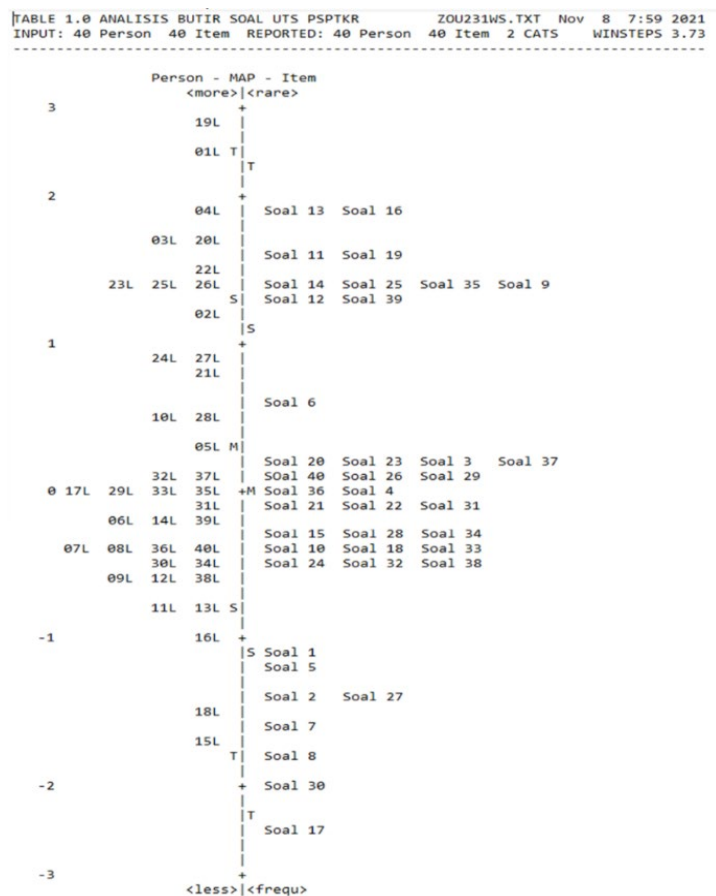 TABLE 1.0 ANALISIS BUTIR SOAL UTS PSPTKR ZOU231WS.TXT Nov 8 7:59 2021
INPUT: 40 Person 40 Item REPORTED: 40 Person 40 Item 2 CATS WINSTEPS 3.73
--------------------------------------------------------------------------------
Person - MAP - Item
<more>|<rare>
3 +
19L |
|
01L T|
|T
|
2 +
04L | Soal 13 Soal 16
|
03L 20L |
| Soal 11 Soal 19
22L |
23L 25L 26L | Soal 14 Soal 25 Soal 35 Soal 9
S| Soal 12 Soal 39
02L |
|S
1 +
24L 27L |
21L |
|
| Soal 6
10L 28L |
|
05L M|
| Soal 20 Soal 23 Soal 3 Soal 37
32L 37L | SOal 40 Soal 26 Soal 29
0 17L 29L 33L 35L +M Soal 36 Soal 4
31L | Soal 21 Soal 22 Soal 31
06L 14L 39L |
| Soal 15 Soal 28 Soal 34
07L 08L 36L 40L | Soal 10 Soal 18 Soal 33
30L 34L | Soal 24 Soal 32 Soal 38
09L 12L 38L |
|
11L 13L S|
|
-1 16L +
|S Soal 1
| Soal 5
|
| Soal 2 Soal 27
18L |
| Soal 7
15L |
T| Soal 8
|
-2 + Soal 30
|
|T
| Soal 17
|
|
-3 +
<less>|<frequ>